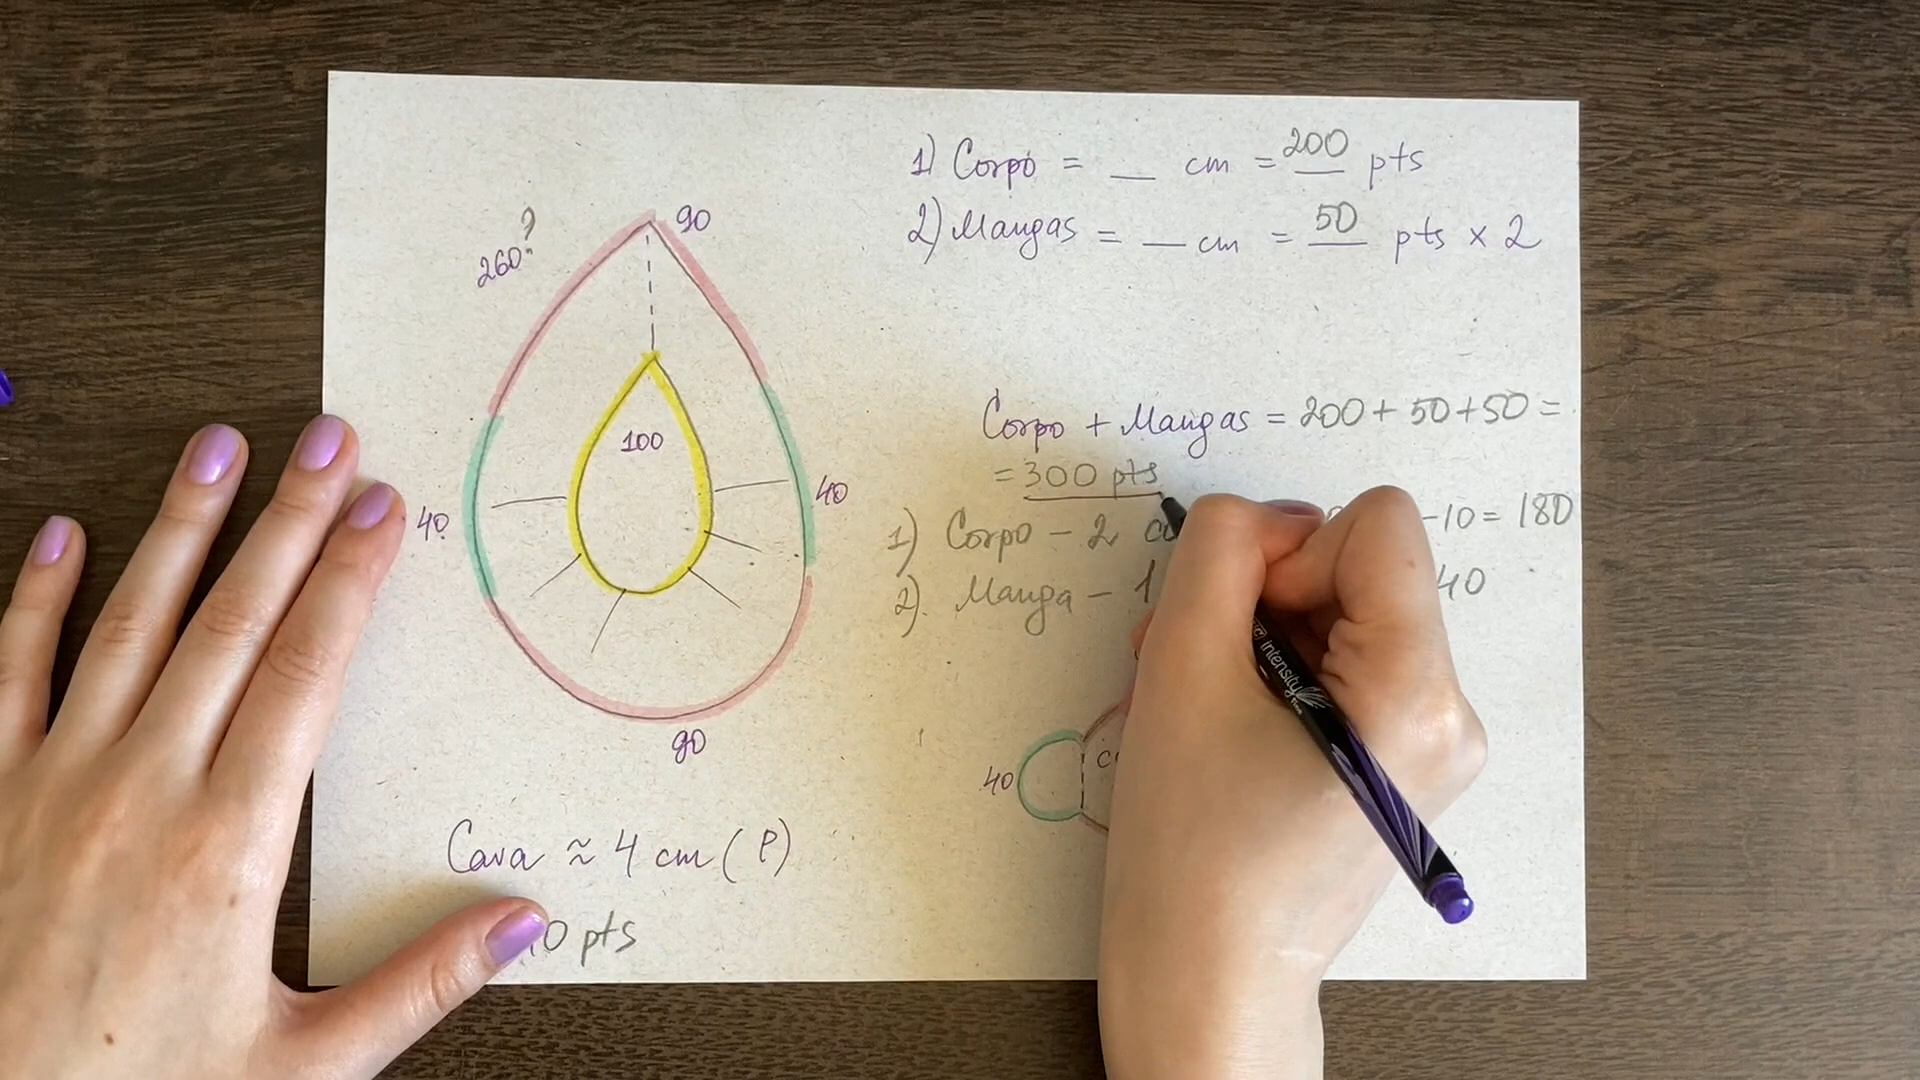 1) Corpo = __ cm = 200 pts
2) Mangas = __ cm = 50 pts x 2
90
260?
100
40
40
90
Corpo + Mangas = 200 + 50 + 50 =
= 300 pts
1) Corpo - 2 -10 = 180
2). Manga - 1 40
40
Cava ≈ 4 cm (P)
10 pts
intensity